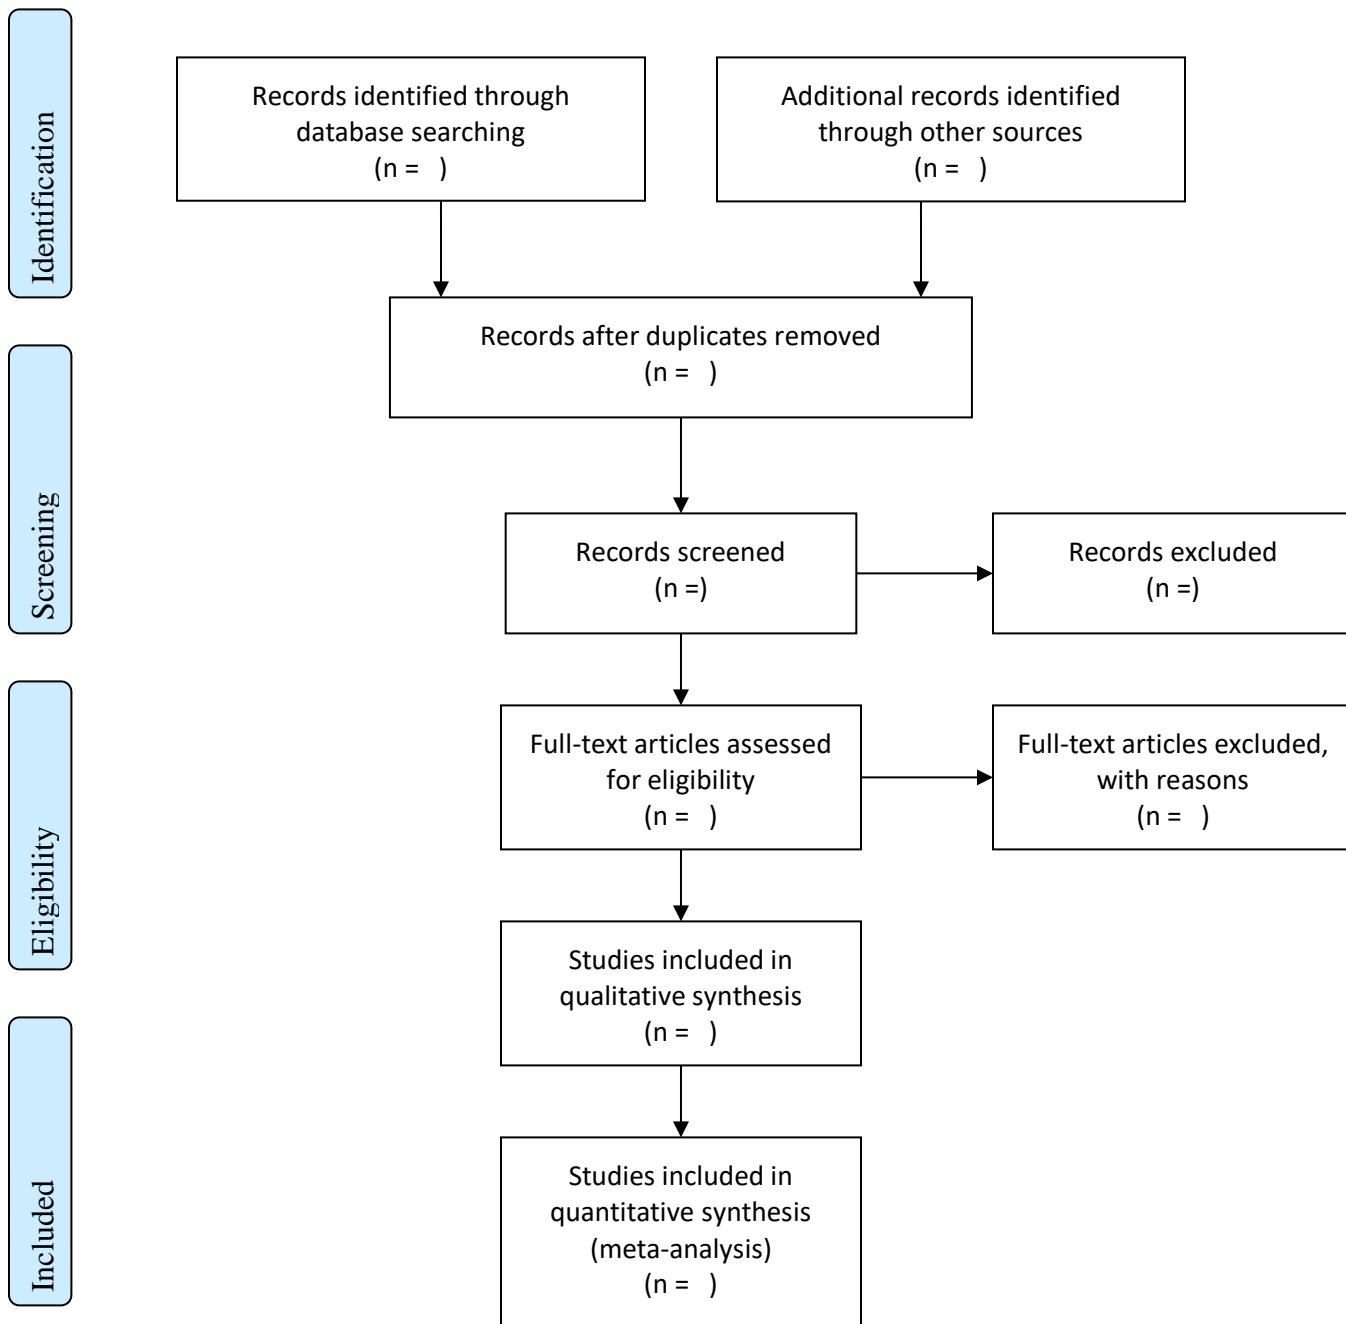 Identification
Records identified through
database searching
(n =   )
Additional records identified
through other sources
(n =   )
Records after duplicates removed
(n =   )
Screening
Records screened
(n =)
Records excluded
(n =)
Eligibility
Full-text articles assessed
for eligibility
(n =   )
Full-text articles excluded,
with reasons
(n =   )
Studies included in
qualitative synthesis
(n =   )
Included
Studies included in
quantitative synthesis
(meta-analysis)
(n =   )